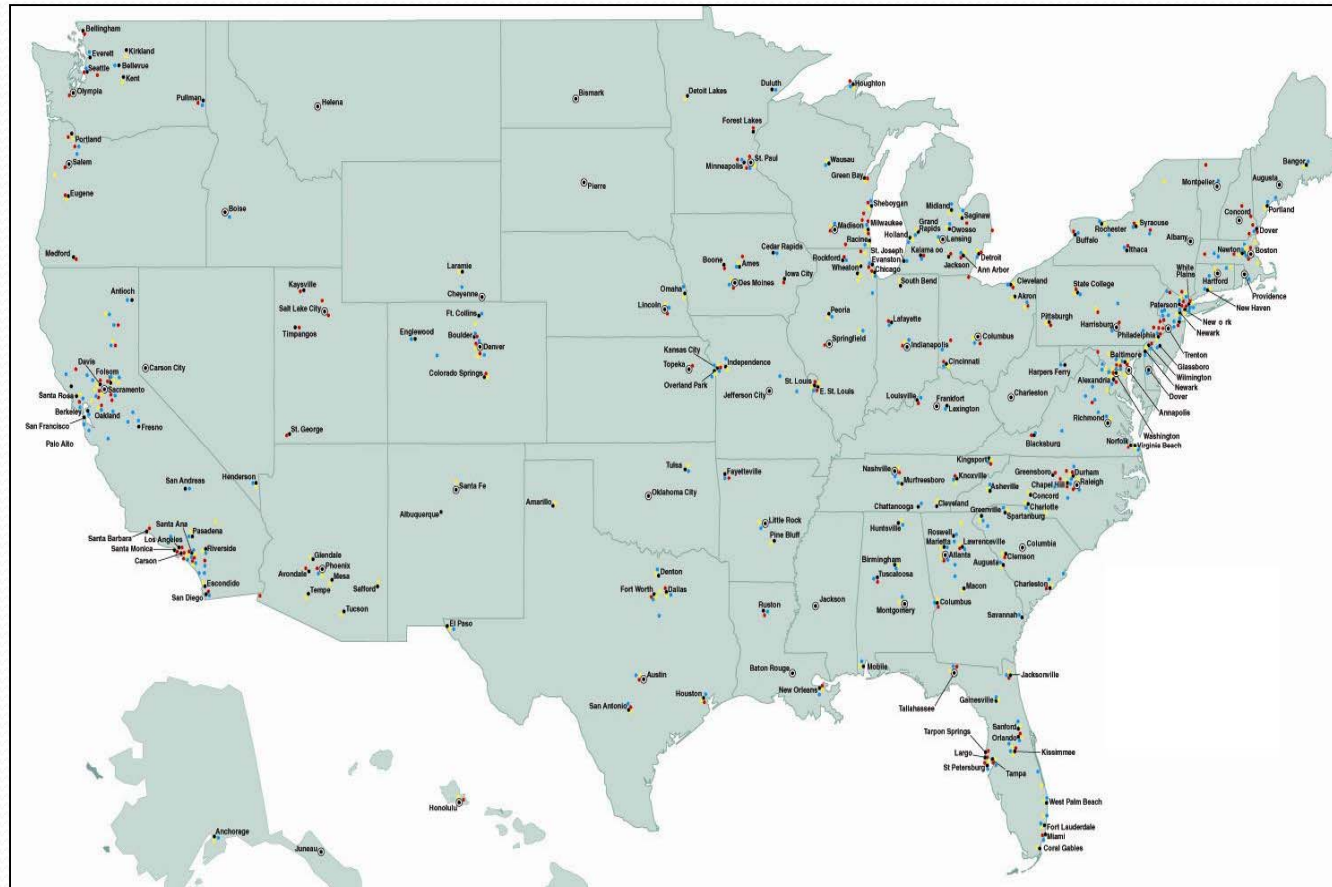 Bellingham
Everett
Kirkland
Bellevue
Seattle
Kent
Olympia
Pullman
Portland
Salem
Eugene
Medford
Helena
Boise
Bismark
Pierre
Detoit Lakes
Duluth
Houghton
Forest Lakes
St. Paul
Minneapolis
Wausau
Green Bay
Sheboygan
Madison
Milwaukee
Racine
Midland
Saginaw
Grand
Rapids
Holland
Owosso
Lansing
St. Joseph
Evanston
Rockford
Wheaton
Chicago
Jackson
Detroit
Ann Arbor
South Bend
Cedar Rapids
Boone
Ames
Iowa City
Des Moines
Omaha
Lincoln
Laramie
Cheyenne
Ft. Collins
Englewood
Boulder
Denver
Colorado Springs
Kaysville
Salt Lake City
Timpangos
St. George
Antioch
Davis
Folsom
Sacramento
Carson City
Santa Rosa
Berkeley
Oakland
San Francisco
Fresno
Palo Alto
San Andreas
Henderson
Santa Ana
Pasadena
Santa Barbara
Los Angeles
Santa Monica
Riverside
Carson
Escondido
San Diego
Glendale
Avondale
Phoenix
Mesa
Tempe
Safford
Tucson
Santa Fe
Albuquerque
Amarillo
El Paso
Tulsa
Oklahoma City
Denton
Fort Worth
Dallas
Austin
San Antonio
Houston
Kansas City
Independence
Topeka
Overland Park
Jefferson City
St. Louis
E. St. Louis
Peoria
Springfield
Lafayette
Indianapolis
Cincinnati
Columbus
Cleveland
Akron
Louisville
Frankfort
Lexington
Charleston
Fayetteville
Little Rock
Pine Bluff
Ruston
Jackson
Baton Rouge
New Orleans
Nashville
Murfreesboro
Knoxville
Kingsport
Chattanooga
Cleveland
Huntsville
Birmingham
Tuscaloosa
Montgomery
Mobile
Roswell
Marietta
Lawrenceville
Atlanta
Augusta
Macon
Columbus
Savannah
Asheville
Greenville
Spartanburg
Clemson
Columbia
Charleston
Greensboro
Durham
Chapel Hill
Raleigh
Concord
Charlotte
Tallahassee
Jacksonville
Gainesville
Sanford
Orlando
Tarpon Springs
Kissimmee
Largo
St Petersburg
Tampa
West Palm Beach
Fort Lauderdale
Miami
Coral Gables
Bangor
Augusta
Montpelier
Portland
Concord
Dover
Buffalo
Rochester
Syracuse
Ithaca
Albany
Newton
Boston
White
Plains
Hartford
Providence
New Haven
State College
Paterson
Pittsburgh
Harrisburg
New o rk
Newark
Philadelphia
Trenton
Glassboro
Wilmington
Newark
Dover
Baltimore
Harpers Ferry
Alexandria
Annapolis
Washington
Richmond
Norfolk
Virginia Beach
Blacksburg
Honolulu
Anchorage
Juneau